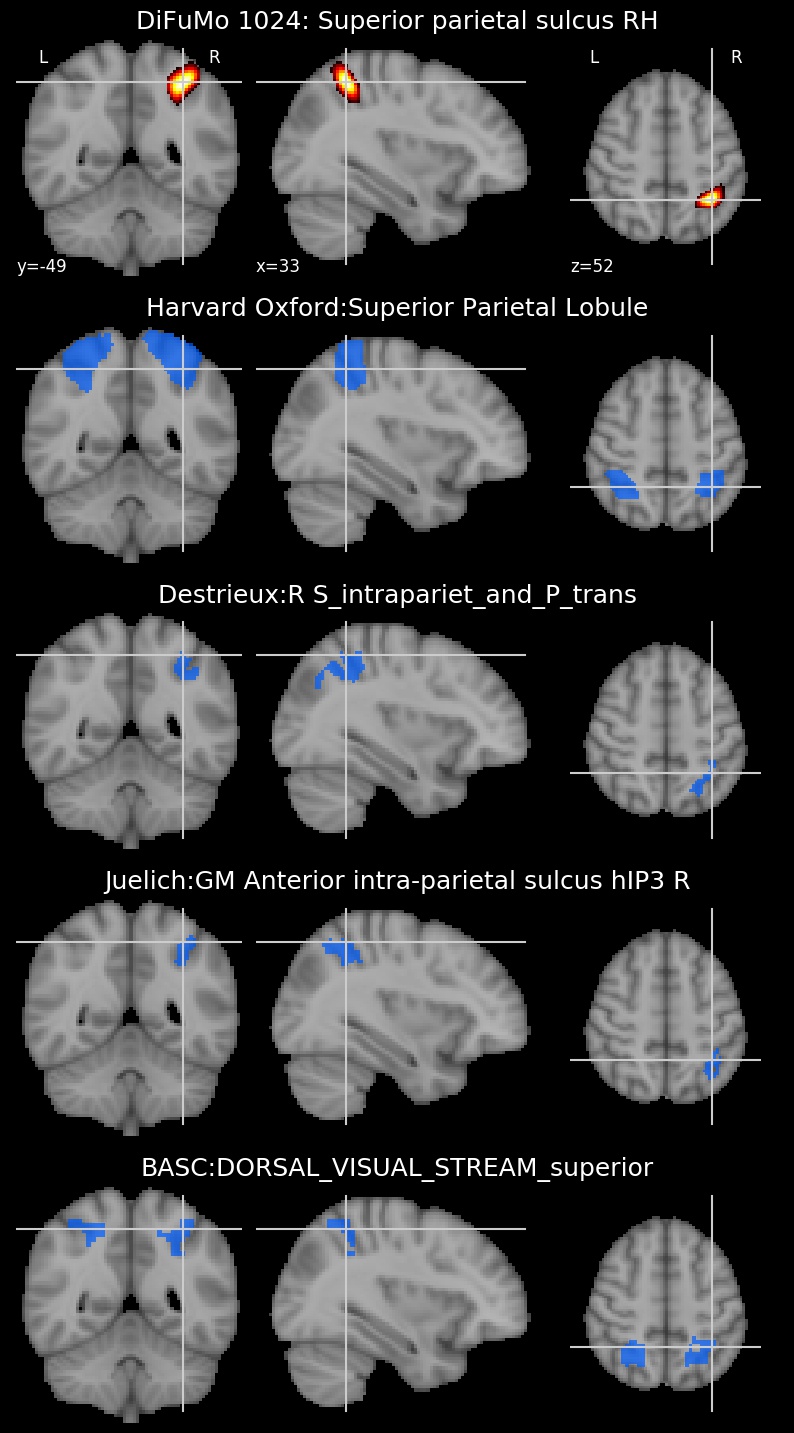 DiFuMo 1024: Superior parietal sulcus RH
L R L R
y=-49 x=33 z=52
Harvard Oxford:Superior Parietal Lobule
Destrieux:R S_intrapariet_and_P_trans
Juelich:GM Anterior intra-parietal sulcus hIP3 R
BASC:DORSAL_VISUAL_STREAM_superior